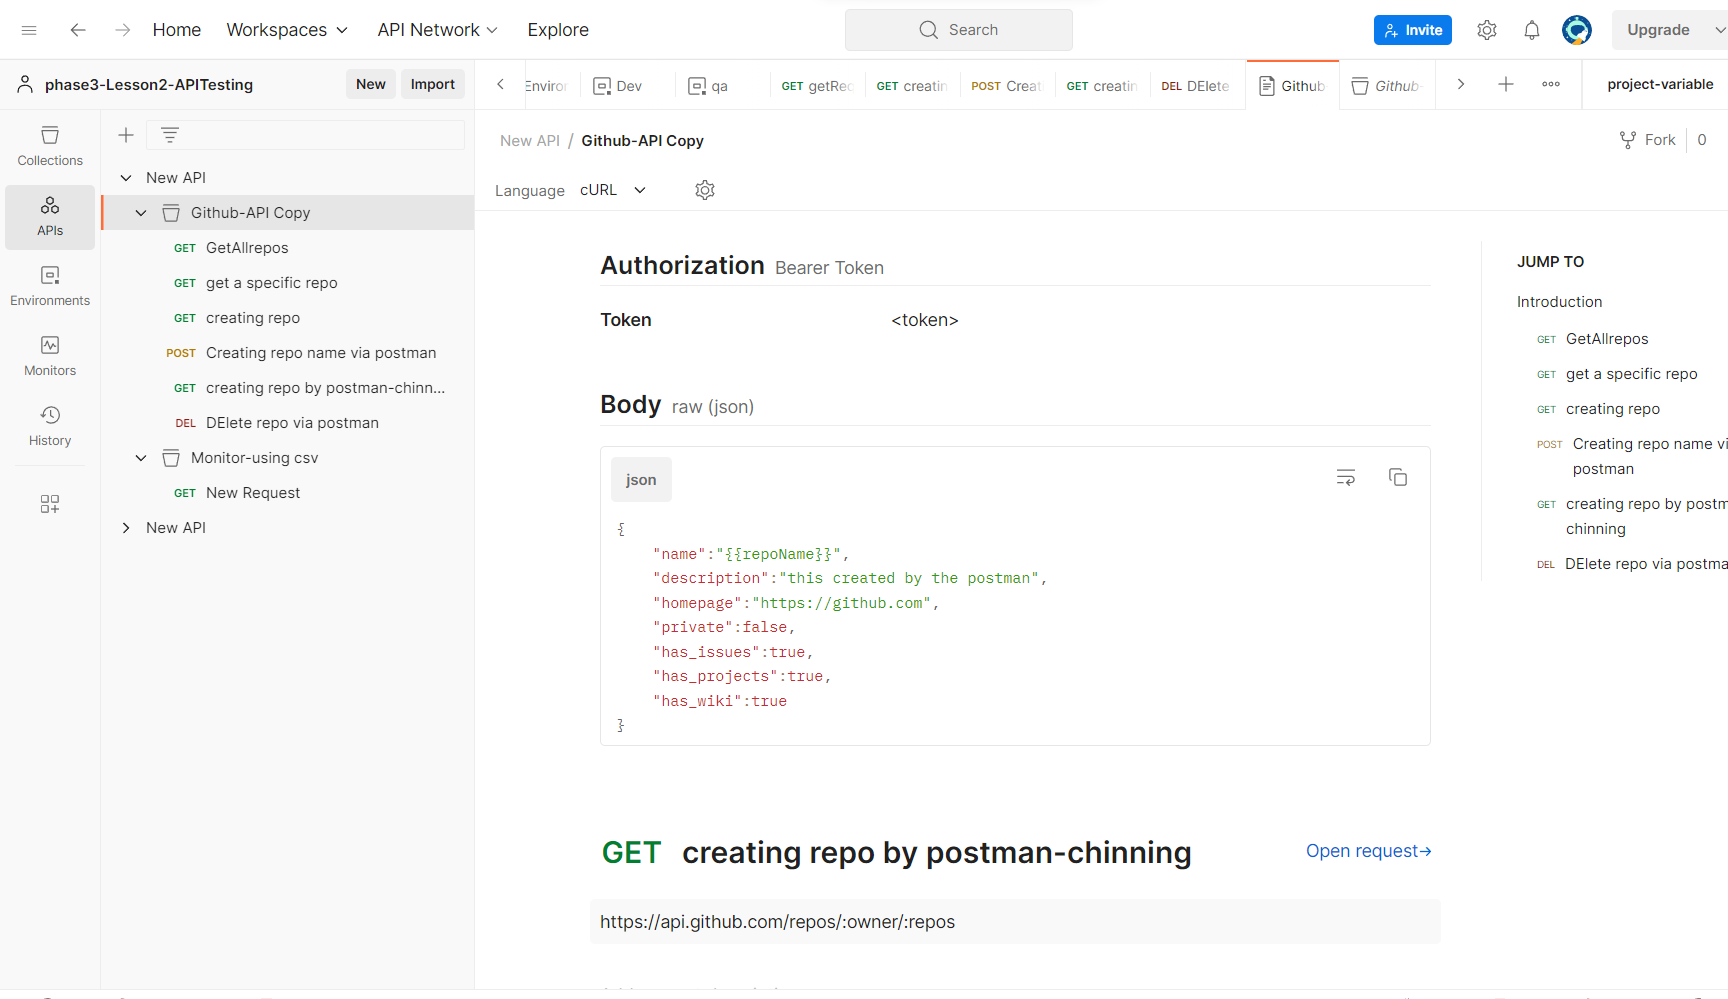 Home
Workspaces
API Network
Explore
Search
Invite
Upgrade
phase3-Lesson2-APITesting
New
Import
Dev
qa
GET getRec
GET creatin
POST Creat
GET creatin
DEL DElete
Github
Github-
project-variable
Collections
APIs
Environments
Monitors
History
New API
Github-API Copy
GET GetAllrepos
GET get a specific repo
GET creating repo
POST Creating repo name via postman
GET creating repo by postman-chinn...
DEL DElete repo via postman
Monitor-using csv
GET New Request
New API
New API / Github-API Copy
Fork 0
Language cURL
Authorization Bearer Token
Token <token>
Body raw (json)
json
{
"name":"{{repoName}}",
"description":"this created by the postman",
"homepage":"https://github.com",
"private":false,
"has_issues":true,
"has_projects":true,
"has_wiki":true
}
GET creating repo by postman-chinning
Open request→
https://api.github.com/repos/:owner/:repos
JUMP TO
Introduction
GET GetAllrepos
GET get a specific repo
GET creating repo
POST Creating repo name vi
postman
GET creating repo by postm
chinning
DEL DElete repo via postma